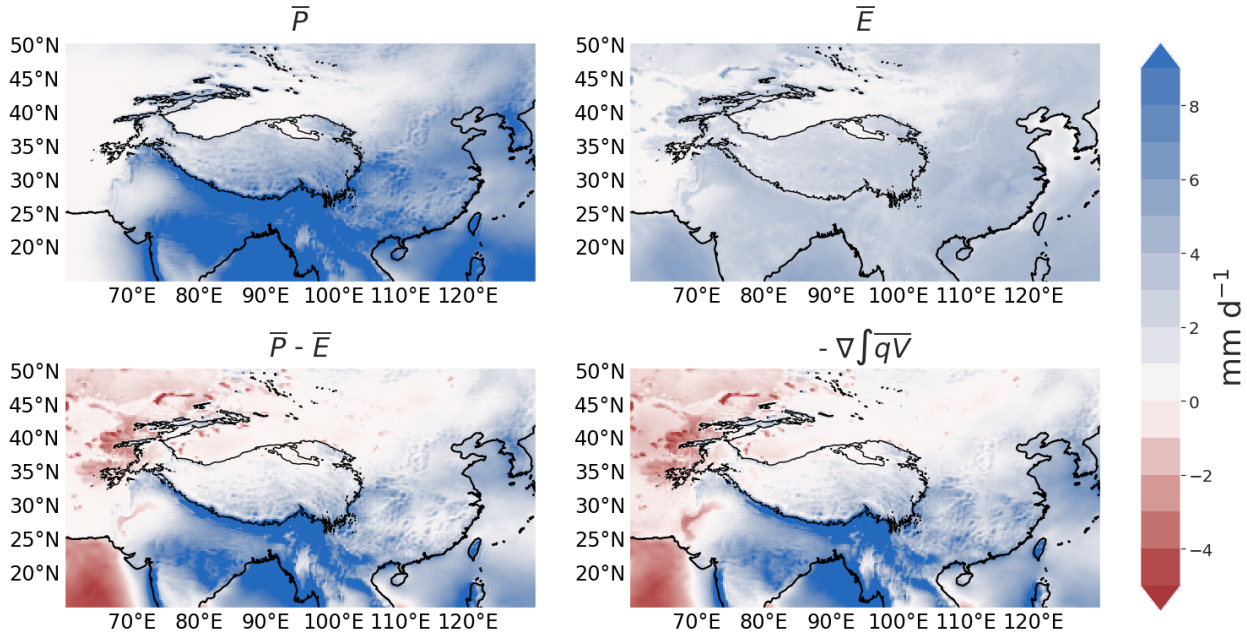 P̅ E̅
50°N 50°N
45°N 45°N
40°N 40°N
35°N 35°N
30°N 30°N
25°N 25°N
20°N 20°N
70°E 80°E 90°E 100°E 110°E 120°E 70°E 80°E 90°E 100°E 110°E 120°E
P̅ - E̅ - ∇∫q̅V̅
50°N 50°N
45°N 45°N
40°N 40°N
35°N 35°N
30°N 30°N
25°N 25°N
20°N 20°N
70°E 80°E 90°E 100°E 110°E 120°E 70°E 80°E 90°E 100°E 110°E 120°E
8
6
4
2
0
−2
−4
mm d⁻¹